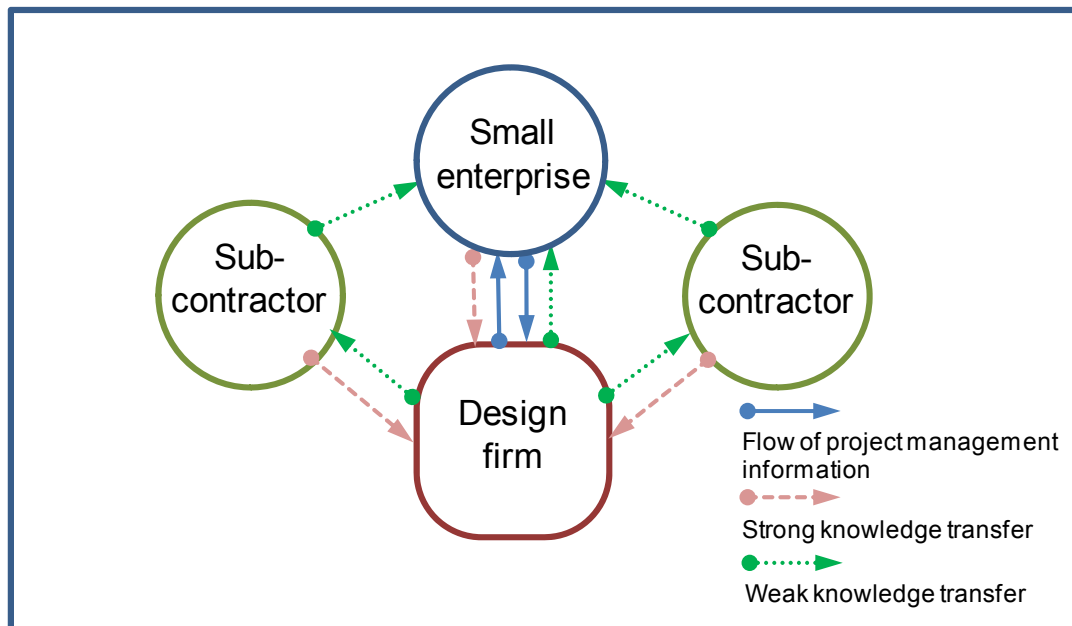 Small
enterprise
Sub-
contractor
Sub-
contractor
Design
firm
Flow of project management
information
Strong knowledge transfer
Weak knowledge transfer